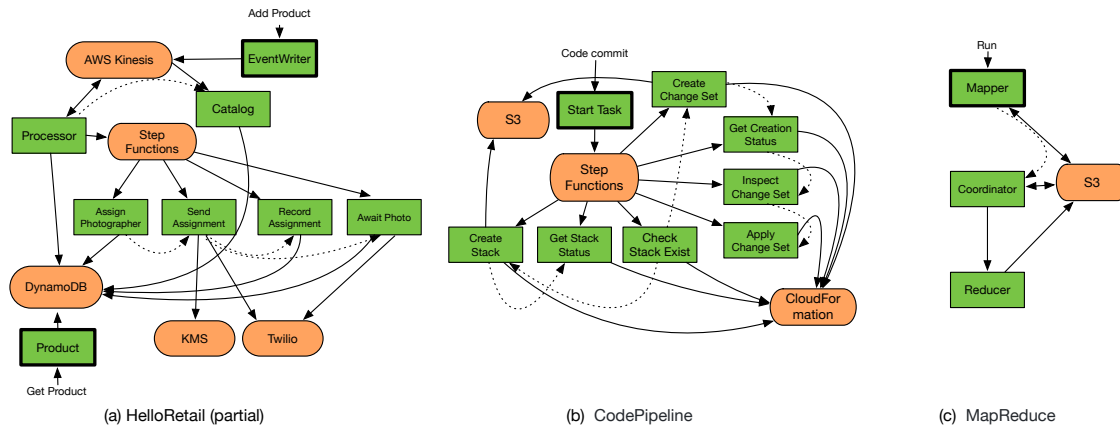 Add Product
AWS Kinesis
EventWriter
Catalog
Processor
Step
Functions
Assign
Photographer
Send
Assignment
Record
Assignment
Await Photo
DynamoDB
KMS
Twilio
Product
Get Product
(a) HelloRetail (partial)
Code commit
S3
Start Task
Create
Change Set
Get Creation
Status
Step
Functions
Inspect
Change Set
Apply
Change Set
Create
Stack
Get Stack
Status
Check
Stack Exist
CloudFor
mation
(b) CodePipeline
Run
Mapper
Coordinator
S3
Reducer
(c) MapReduce